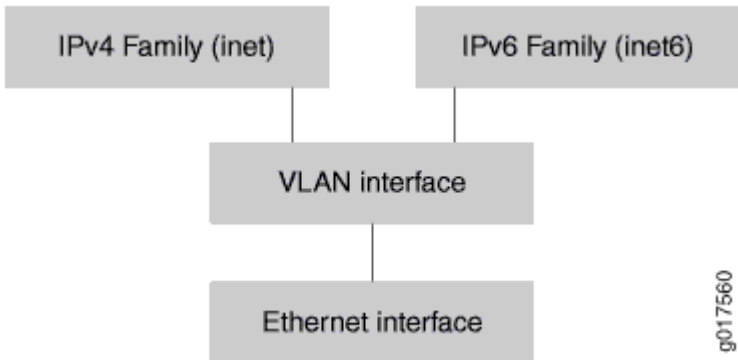 IPv4 Family (inet)
IPv6 Family (inet6)
VLAN interface
Ethernet interface
g017560